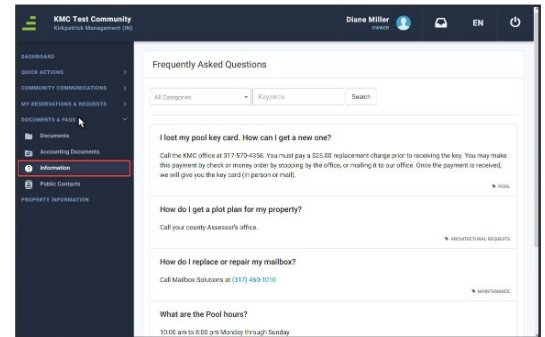 KMC Test Community
Kirkpatrick Management (IN)
Diane Miller
OWNER
EN
DASHBOARD
QUICK ACTIONS
COMMUNITY COMMUNICATIONS
MY RESERVATIONS & REQUESTS
DOCUMENTS & FAQS
Documents
Accounting Documents
Information
Public Contacts
PROPERTY INFORMATION
Frequently Asked Questions
All Categories
Keywords
Search
I lost my pool key card. How can I get a new one?
Call the KMC office at 317-570-4358. You must pay a $25.00 replacement charge prior to receiving the key. You may make
this payment by check or money order by stopping by the office, or mailing it to our office. Once the payment is received,
we will give you the key card (in person or mail).
POOL
How do I get a plot plan for my property?
Call your county Assessor's office.
ARCHITECTURAL REQUESTS
How do I replace or repair my mailbox?
Call Mailbox Solutions at (317) 460-1010
MAINTENANCE
What are the Pool hours?
10:00 am to 8:00 pm Monday through Sunday